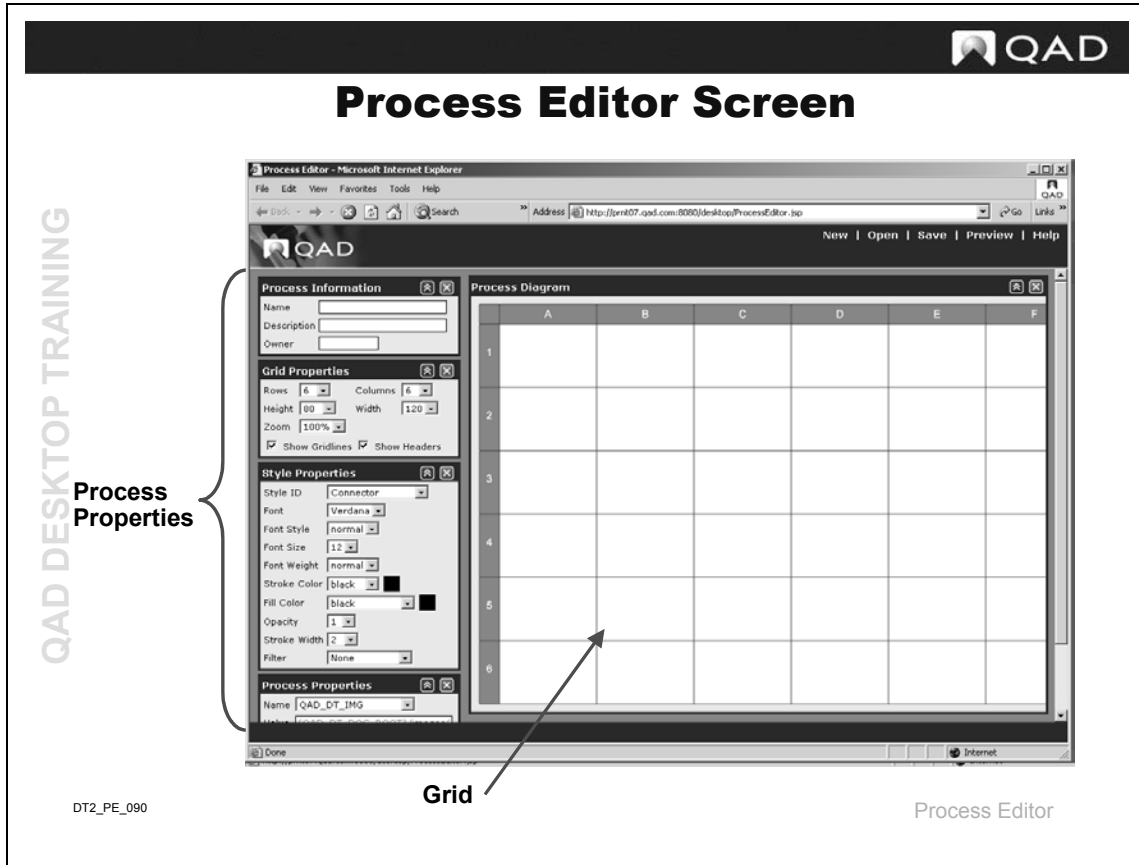 QAD
Process Editor Screen
QAD DESKTOP TRAINING
Process Editor - Microsoft Internet Explorer
File Edit View Favorites Tools Help
QAD
Back Search » Address http://prnt07.qad.com:8080/desktop/ProcessEditor.jsp Go Links »
QAD
New | Open | Save | Preview | Help
Process Information
Name
Description
Owner
Grid Properties
Rows 6 Columns 6
Height 80 Width 120
Zoom 100%
Show Gridlines Show Headers
Style Properties
Style ID Connector
Font Verdana
Font Style normal
Font Size 12
Font Weight normal
Stroke Color black
Fill Color black
Opacity 1
Stroke Width 2
Filter None
Process Properties
Name QAD_DT_IMG
Process Diagram
A B C D E F
1
2
3
4
5
6
Done Internet
Process
Properties
Grid
DT2_PE_090
Process Editor